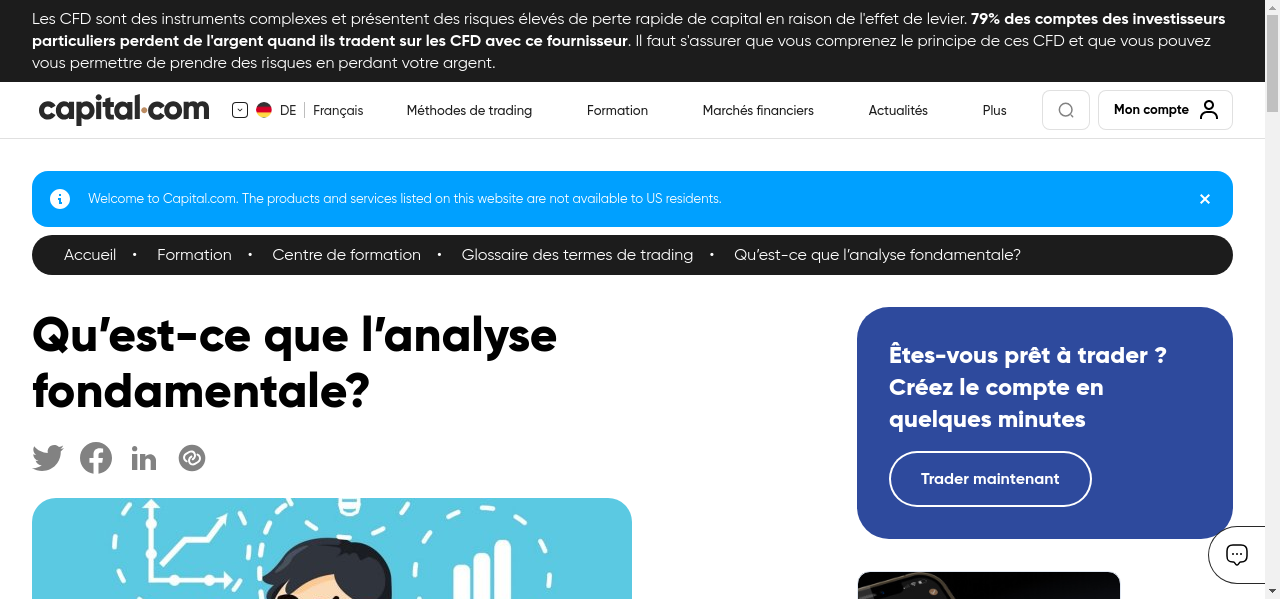 Les CFD sont des instruments complexes et présentent des risques élevés de perte rapide de capital en raison de l'effet de levier. 79% des comptes des investisseurs
particuliers perdent de l'argent quand ils tradent sur les CFD avec ce fournisseur. Il faut s'assurer que vous comprenez le principe de ces CFD et que vous pouvez
vous permettre de prendre des risques en perdant votre argent.
capital.com DE Français Méthodes de trading Formation Marchés financiers Actualités Plus Mon compte
Welcome to Capital.com. The products and services listed on this website are not available to US residents.
Accueil • Formation • Centre de formation • Glossaire des termes de trading • Qu’est-ce que l’analyse fondamentale?
Qu’est-ce que l’analyse
fondamentale?
Êtes-vous prêt à trader ?
Créez le compte en
quelques minutes
Trader maintenant